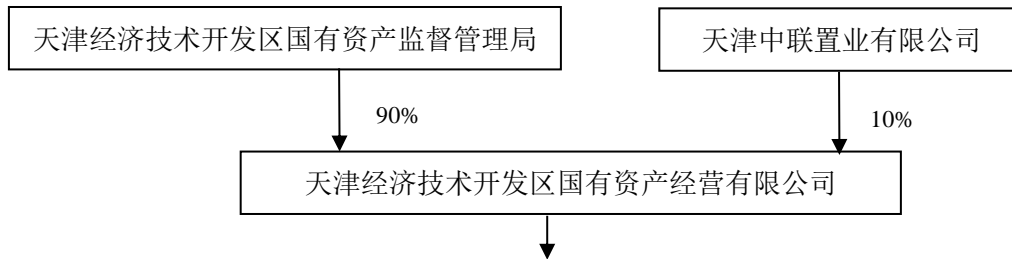 天津经济技术开发区国有资产监督管理局
天津中联置业有限公司
90%
10%
天津经济技术开发区国有资产经营有限公司